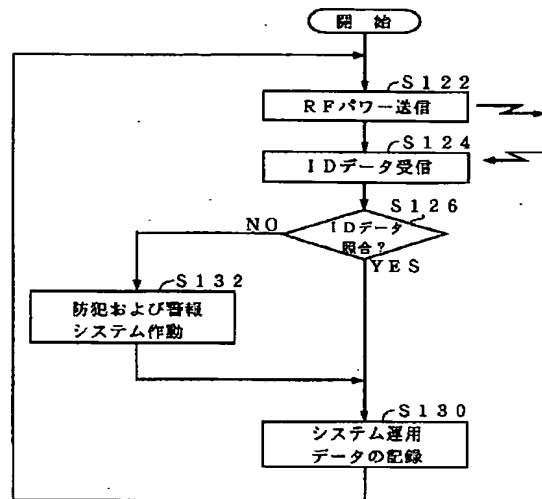 開始
S122
RFパワー送信
S124
IDデータ受信
S126
IDデータ
照合?
NO
YES
S132
防犯および警報
システム作動
S130
システム運用
データの記録